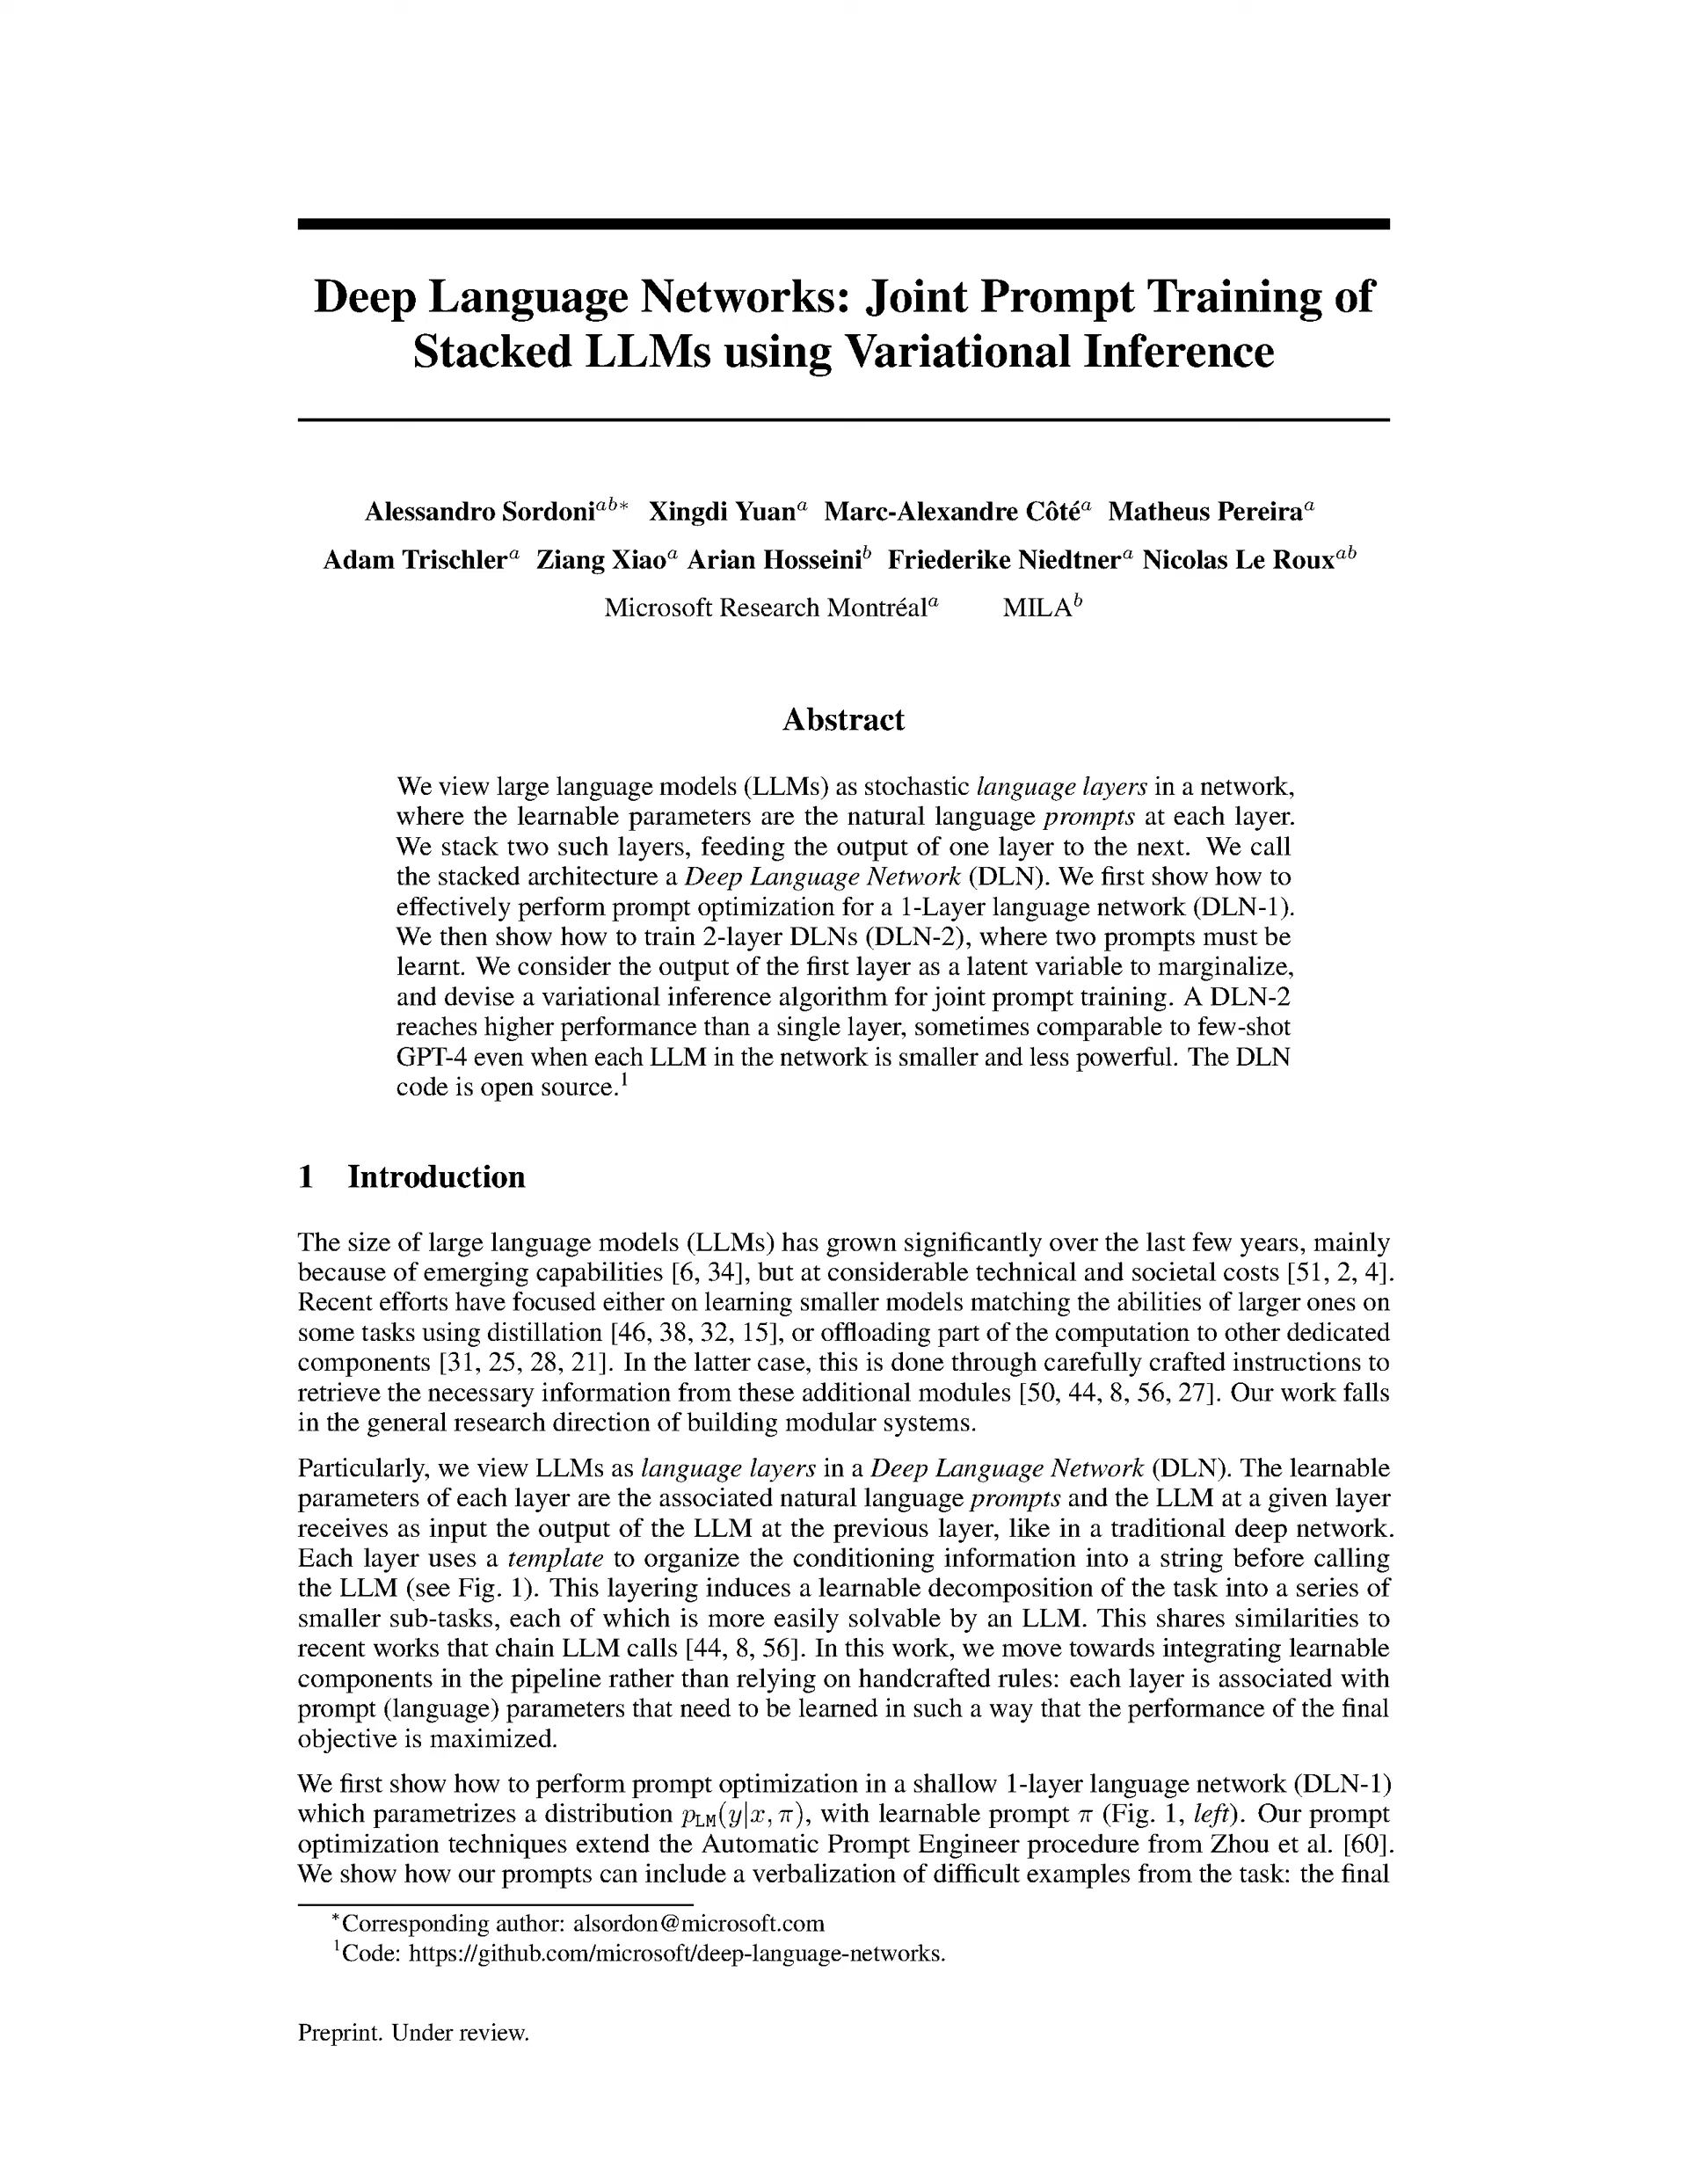 Deep Language Networks: Joint Prompt Training of
Stacked LLMs using Variational Inference
Alessandro Sordoni^{ab*} Xingdi Yuan^{a} Marc-Alexandre Côté^{a} Matheus Pereira^{a}
Adam Trischler^{a} Ziang Xiao^{a} Arian Hosseini^{b} Friederike Niedtner^{a} Nicolas Le Roux^{ab}
Microsoft Research Montréal^{a} MILA^{b}
Abstract
We view large language models (LLMs) as stochastic language layers in a network,
where the learnable parameters are the natural language prompts at each layer.
We stack two such layers, feeding the output of one layer to the next. We call
the stacked architecture a Deep Language Network (DLN). We first show how to
effectively perform prompt optimization for a 1-Layer language network (DLN-1).
We then show how to train 2-layer DLNs (DLN-2), where two prompts must be
learnt. We consider the output of the first layer as a latent variable to marginalize,
and devise a variational inference algorithm for joint prompt training. A DLN-2
reaches higher performance than a single layer, sometimes comparable to few-shot
GPT-4 even when each LLM in the network is smaller and less powerful. The DLN
code is open source.^{1}
1 Introduction
The size of large language models (LLMs) has grown significantly over the last few years, mainly
because of emerging capabilities [6, 34], but at considerable technical and societal costs [51, 2, 4].
Recent efforts have focused either on learning smaller models matching the abilities of larger ones on
some tasks using distillation [46, 38, 32, 15], or offloading part of the computation to other dedicated
components [31, 25, 28, 21]. In the latter case, this is done through carefully crafted instructions to
retrieve the necessary information from these additional modules [50, 44, 8, 56, 27]. Our work falls
in the general research direction of building modular systems.
Particularly, we view LLMs as language layers in a Deep Language Network (DLN). The learnable
parameters of each layer are the associated natural language prompts and the LLM at a given layer
receives as input the output of the LLM at the previous layer, like in a traditional deep network.
Each layer uses a template to organize the conditioning information into a string before calling
the LLM (see Fig. 1). This layering induces a learnable decomposition of the task into a series of
smaller sub-tasks, each of which is more easily solvable by an LLM. This shares similarities to
recent works that chain LLM calls [44, 8, 56]. In this work, we move towards integrating learnable
components in the pipeline rather than relying on handcrafted rules: each layer is associated with
prompt (language) parameters that need to be learned in such a way that the performance of the final
objective is maximized.
We first show how to perform prompt optimization in a shallow 1-layer language network (DLN-1)
which parametrizes a distribution p_{LM}(y|x, π), with learnable prompt π (Fig. 1, left). Our prompt
optimization techniques extend the Automatic Prompt Engineer procedure from Zhou et al. [60].
We show how our prompts can include a verbalization of difficult examples from the task: the final
*Corresponding author: alsordon@microsoft.com
^{1}Code: https://github.com/microsoft/deep-language-networks.
Preprint. Under review.